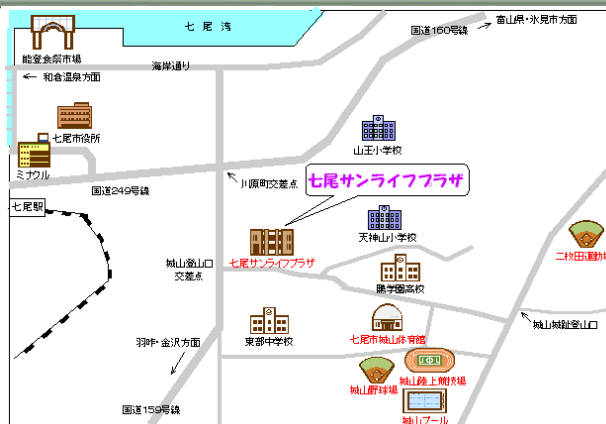 七尾湾
富山県・氷見市方面
国道160号線
能登食祭市場
海岸通り
← 和倉温泉方面
七尾市役所
山王小学校
ミナクル
国道249号線
川原町交差点
七尾サンライフプラザ
七尾駅
天神山小学校
城山登山口
交差点
七尾サンライフプラザ
二枚田運動場
鵬学園高校
城山城趾登山口
羽咋・金沢方面
東部中学校
七尾市城山体育館
城山野球場
城山陸上競技場
国道159号線
城山プール